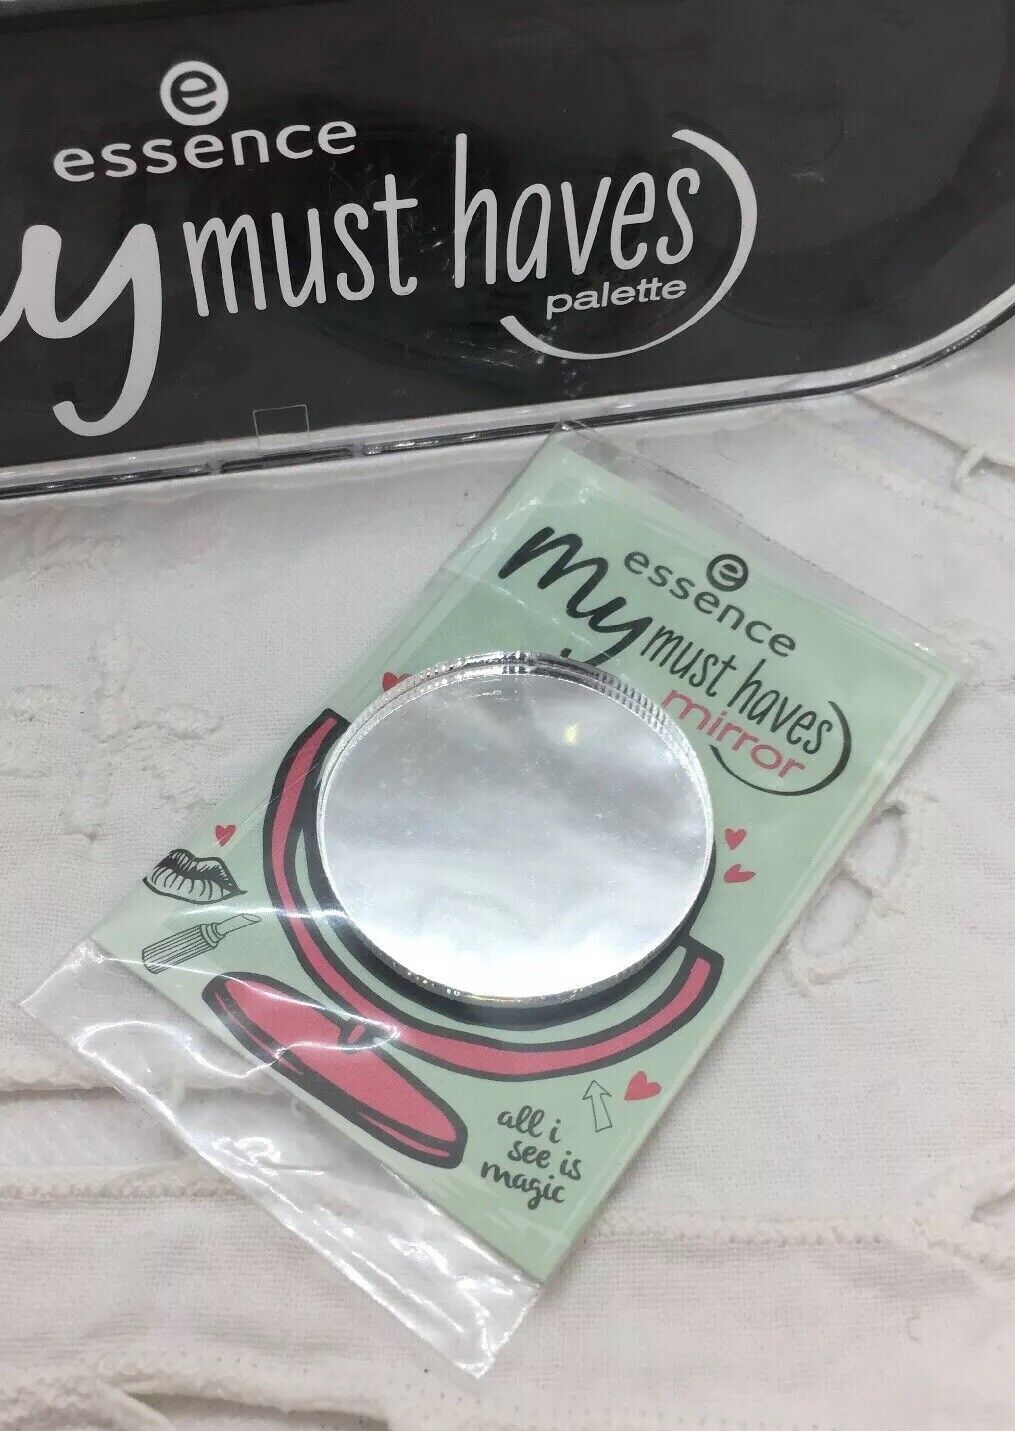 e
essence
my must haves
palette
e
essence
my must haves
mirror
all i
see is
magic